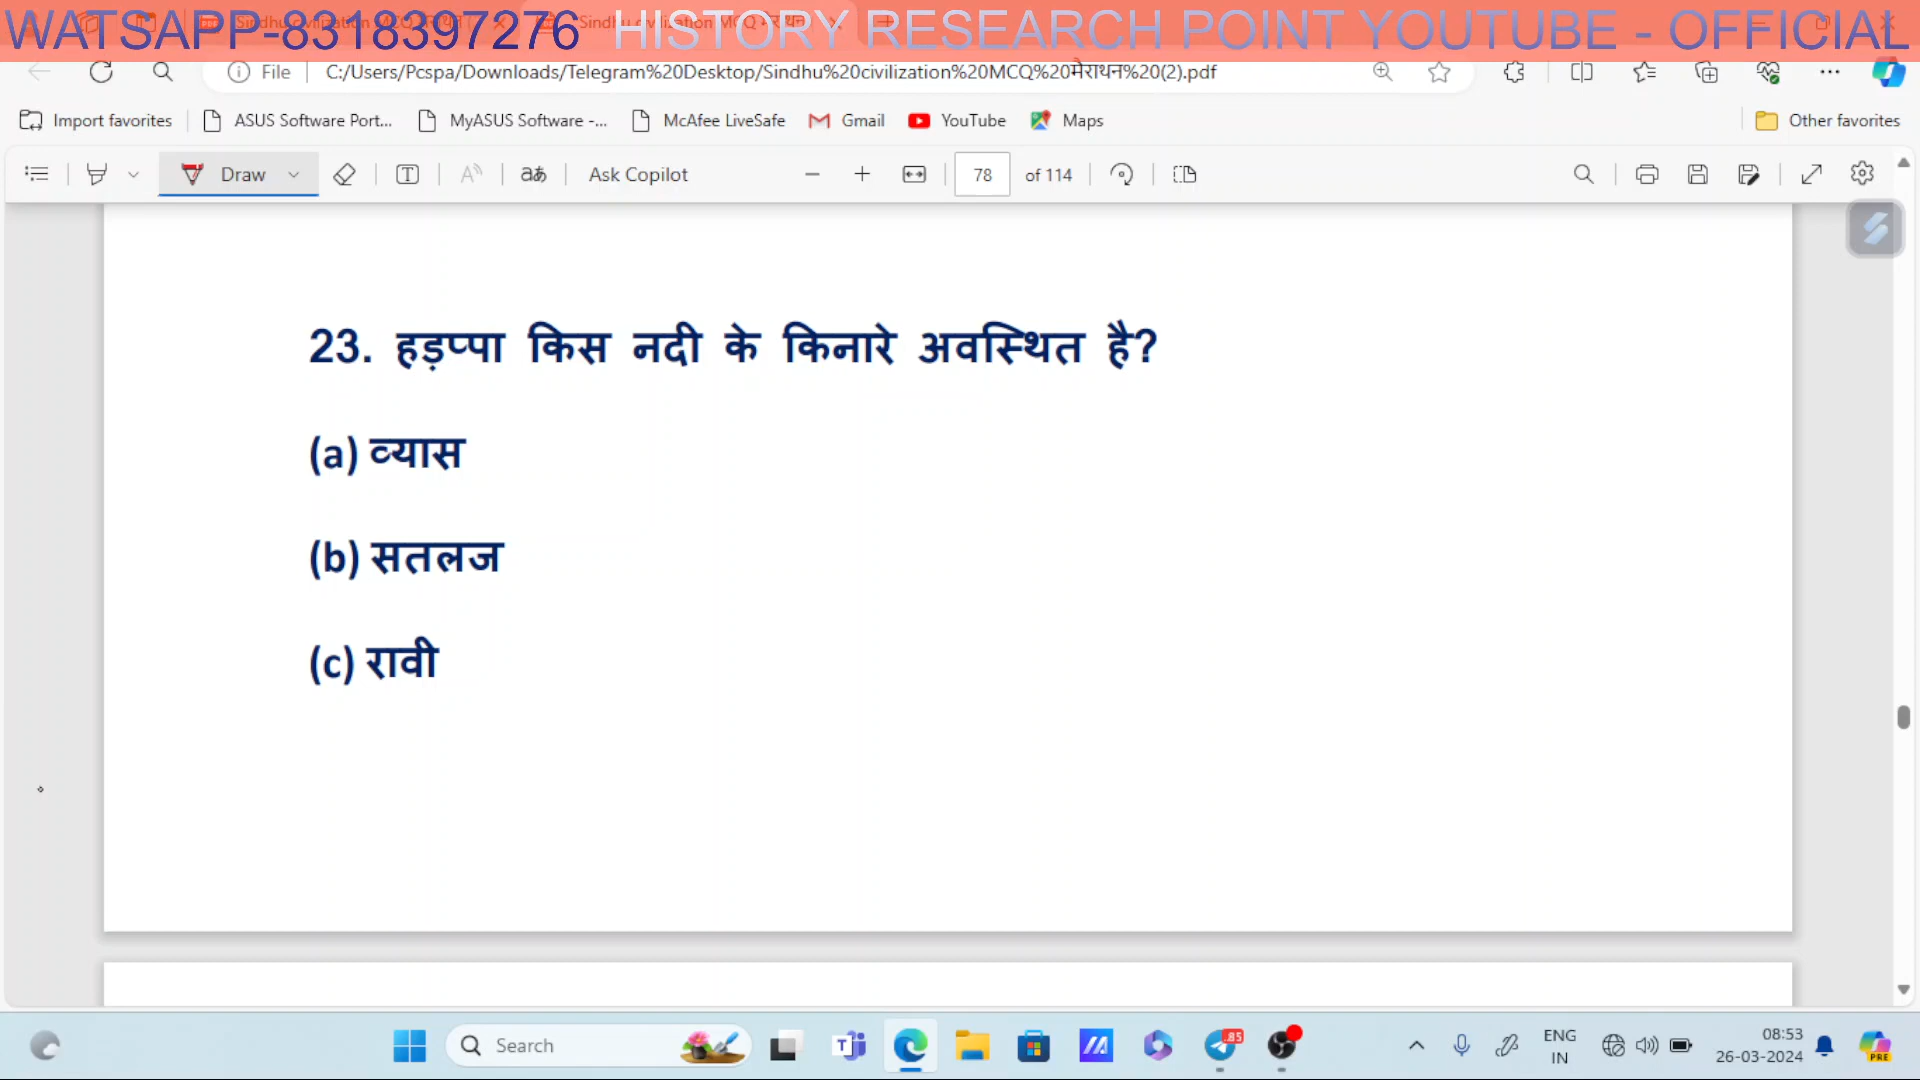 WATSAPP-8318397276 HISTORY RESEARCH POINT YOUTUBE - OFFICIAL
File C:/Users/Pcspa/Downloads/Telegram%20Desktop/Sindhu%20civilization%20MCQ%20मैराथन%20(2).pdf
Import favorites ASUS Software Port... MyASUS Software -... McAfee LiveSafe Gmail YouTube Maps Other favorites
Draw Ask Copilot 78 of 114
23. हड़प्पा किस नदी के किनारे अवस्थित है?
(a) व्यास
(b) सतलज
(c) रावी
Search 85 ENG 08:53
IN 26-03-2024 PRE